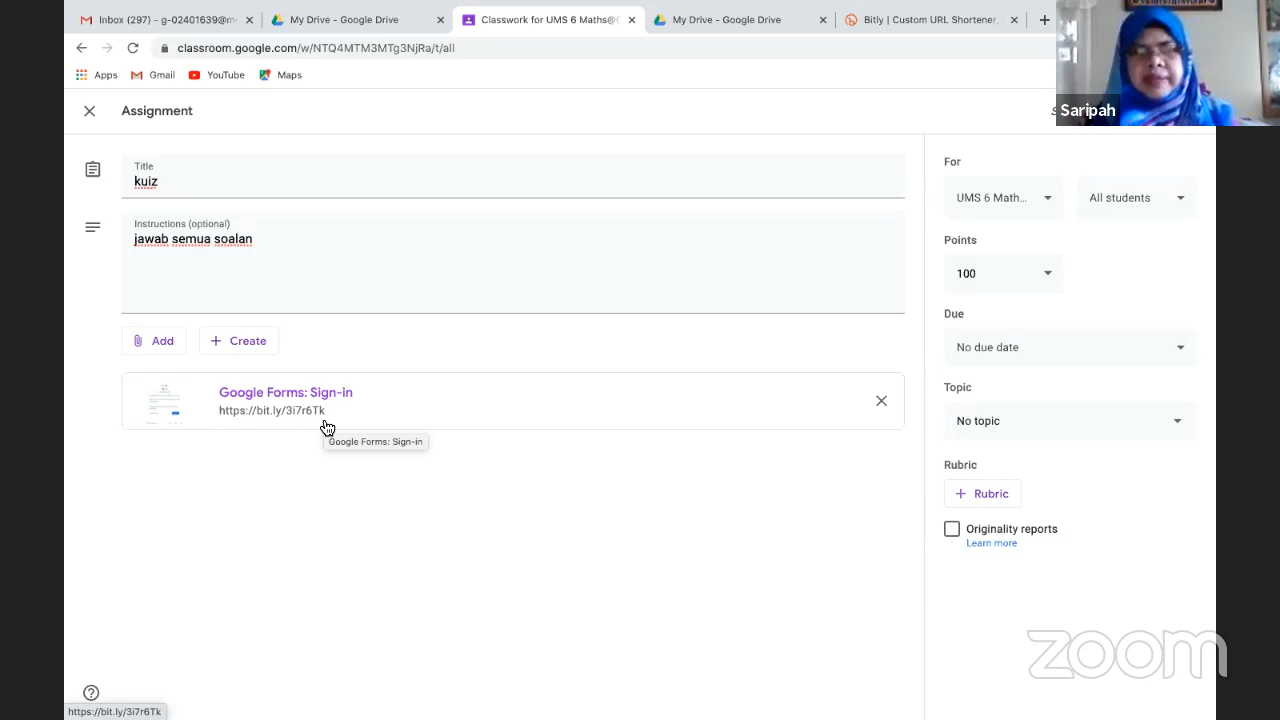 Inbox (297) - g-02401639@m
My Drive - Google Drive
Classwork for UMS 6 Maths@
My Drive - Google Drive
Bitly | Custom URL Shortener,
classroom.google.com/w/NTQ4MTM3MTg3NjRa/t/all
Apps
Gmail
YouTube
Maps
Saripah
Assignment
Title
kuiz
Instructions (optional)
jawab semua soalan
Add
Create
Google Forms: Sign-in
https://bit.ly/3i7r6Tk
Google Forms: Sign-in
For
UMS 6 Math...
All students
Points
100
Due
No due date
Topic
No topic
Rubric
Rubric
Originality reports
Learn more
zoom
https://bit.ly/3i7r6Tk